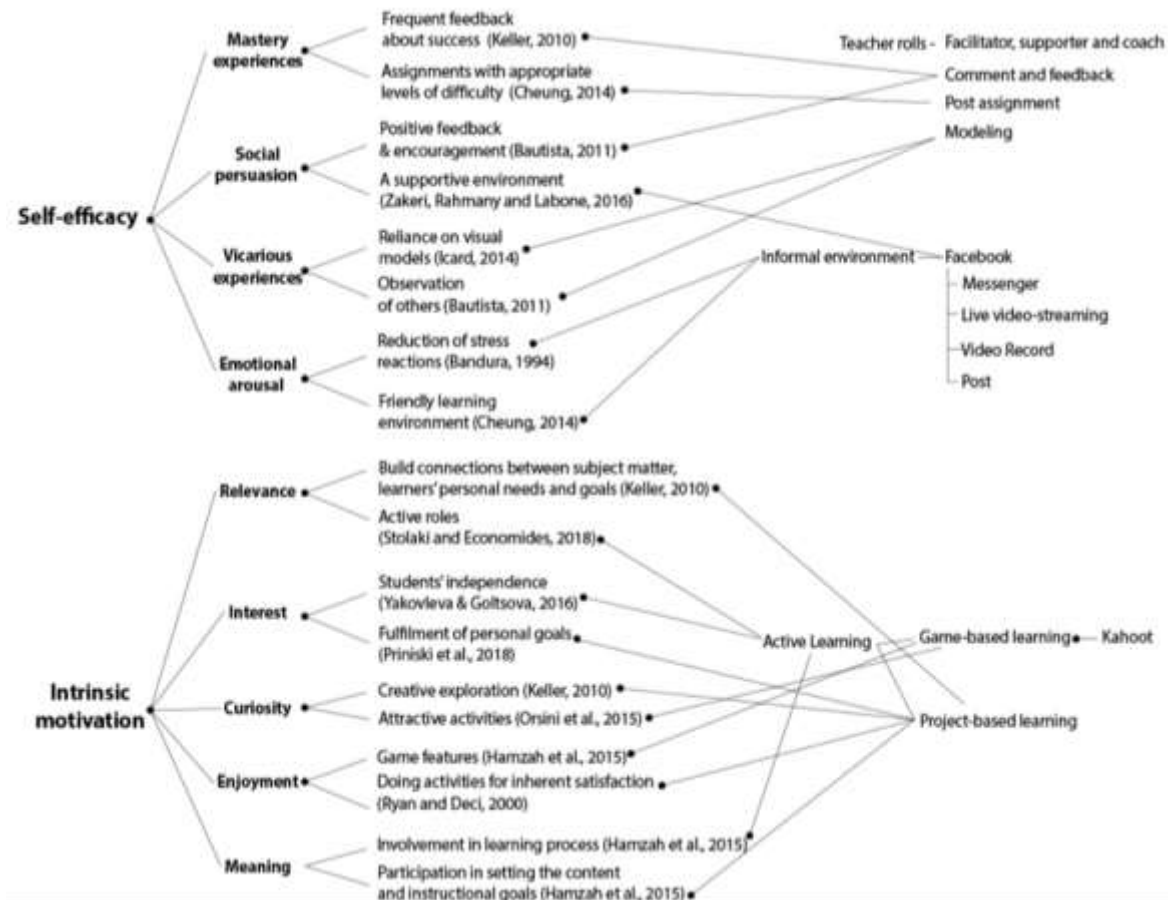 Self-efficacy
Mastery
experiences
Frequent feedback
about success (Keller, 2010)
Assignments with appropriate
levels of difficulty (Cheung, 2014)
Social
persuasion
Positive feedback
& encouragement (Bautista, 2011)
A supportive environment
(Zakeri, Rahmany and Labone, 2016)
Vicarious
experiences
Reliance on visual
models (Icard, 2014)
Observation
of others (Bautista, 2011)
Emotional
arousal
Reduction of stress
reactions (Bandura, 1994)
Friendly learning
environment (Cheung, 2014)
Teacher rolls - Facilitator, supporter and coach
Comment and feedback
Post assignment
Modeling
Informal environment
Facebook
Messenger
Live video-streaming
Video Record
Post
Intrinsic
motivation
Relevance
Build connections between subject matter,
learners' personal needs and goals (Keller, 2010)
Active roles
(Stolaki and Economides, 2018)
Interest
Students' independence
(Yakovleva & Goltsova, 2016)
Fulfilment of personal goals
(Priniski et al., 2018)
Curiosity
Creative exploration (Keller, 2010)
Attractive activities (Orsini et al., 2015)
Enjoyment
Game features (Hamzah et al., 2015)
Doing activities for inherent satisfaction
(Ryan and Deci, 2000)
Meaning
Involvement in learning process (Hamzah et al., 2015)
Participation in setting the content
and instructional goals (Hamzah et al., 2015)
Active Learning
Game-based learning
Kahoot
Project-based learning